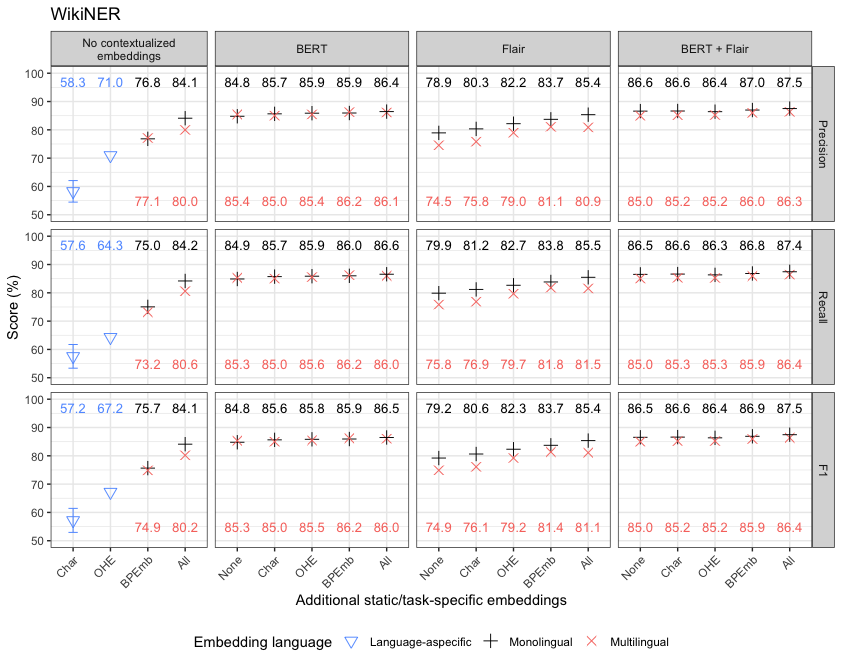 WikiNER
No contextualized
embeddings
BERT
Flair
BERT + Flair
100
90
80
70
60
50
58.3 71.0 76.8 84.1
77.1 80.0
84.8 85.7 85.9 85.9 86.4
85.4 85.0 85.4 86.2 86.1
78.9 80.3 82.2 83.7 85.4
74.5 75.8 79.0 81.1 80.9
86.6 86.6 86.4 87.0 87.5
85.0 85.2 85.2 86.0 86.3
Precision
100
90
80
70
60
50
57.6 64.3 75.0 84.2
73.2 80.6
84.9 85.7 85.9 86.0 86.6
85.3 85.0 85.6 86.2 86.0
79.9 81.2 82.7 83.8 85.5
75.8 76.9 79.7 81.8 81.5
86.5 86.6 86.3 86.8 87.4
85.0 85.3 85.3 85.9 86.4
Recall
Score (%)
100
90
80
70
60
50
57.2 67.2 75.7 84.1
74.9 80.2
84.8 85.6 85.8 85.9 86.5
85.3 85.0 85.5 86.2 86.0
79.2 80.6 82.3 83.7 85.4
74.9 76.1 79.2 81.4 81.1
86.5 86.6 86.4 86.9 87.5
85.0 85.2 85.2 85.9 86.4
F1
Char OHE BPEmb All
None Char OHE BPEmb All
None Char OHE BPEmb All
None Char OHE BPEmb All
Additional static/task-specific embeddings
Embedding language Language-aspecific Monolingual Multilingual